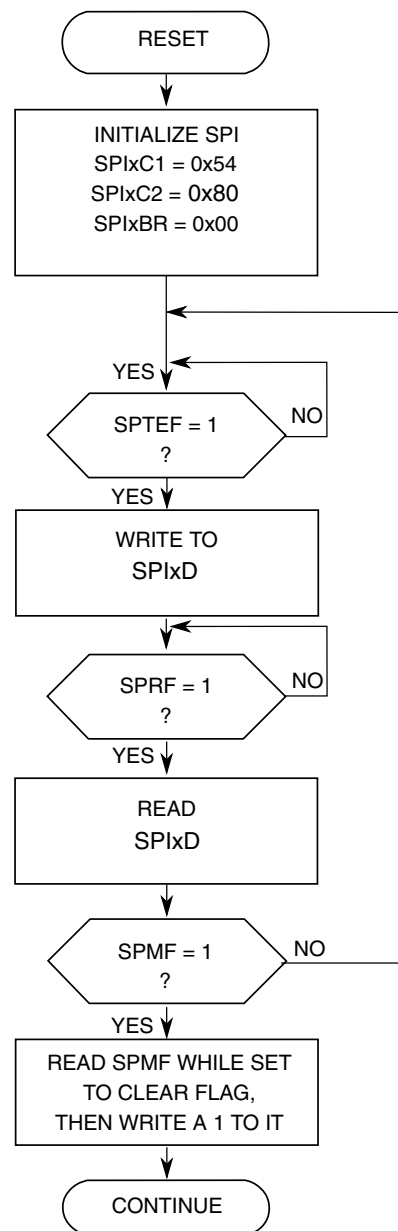 RESET
INITIALIZE SPI
SPIxC1 = 0x54
SPIxC2 = 0x80
SPIxBR = 0x00
YES
SPTEF = 1
?
NO
YES
WRITE TO
SPIxD
SPRF = 1
?
NO
YES
READ
SPIxD
SPMF = 1
?
NO
YES
READ SPMF WHILE SET
TO CLEAR FLAG,
THEN WRITE A 1 TO IT
CONTINUE